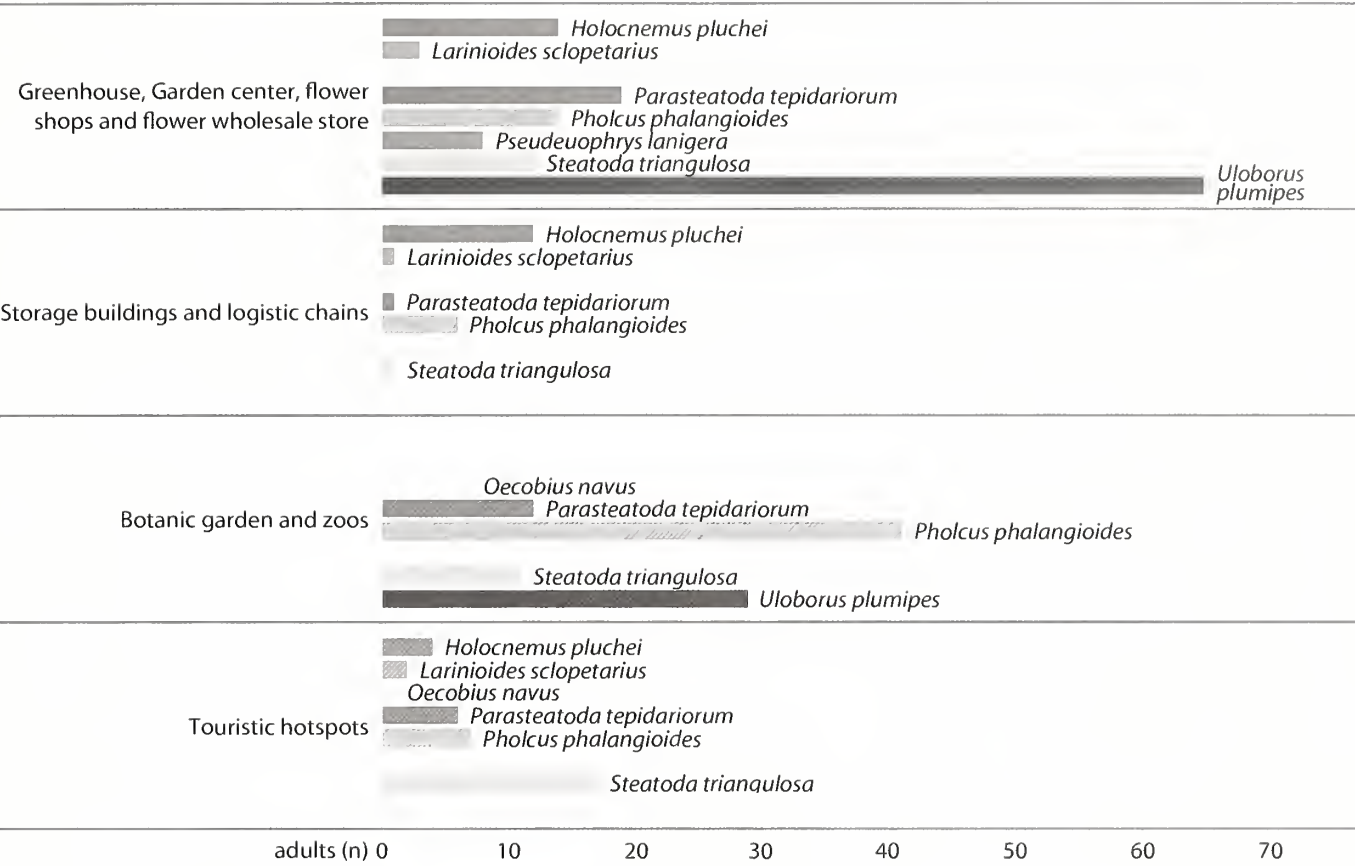 Holocnemus pluchei
Larinioides sclopetarius
Greenhouse, Garden center, flower
shops and flower wholesale store
Parasteatoda tepidariorum
Pholcus phalangioides
Pseudeuophrys lanigera
Steatoda triangulosa
Uloborus
plumipes
Holocnemus pluchei
Larinioides sclopetarius
Storage buildings and logistic chains
Parasteatoda tepidariorum
Pholcus phalangioides
Steatoda triangulosa
Botanic garden and zoos
Oecobius navus
Parasteatoda tepidariorum
Pholcus phalangioides
Steatoda triangulosa
Uloborus plumipes
Touristic hotspots
Holocnemus pluchei
Larinioides sclopetarius
Oecobius navus
Parasteatoda tepidariorum
Pholcus phalangioides
Steatoda triangulosa
adults (n) 0 10 20 30 40 50 60 70